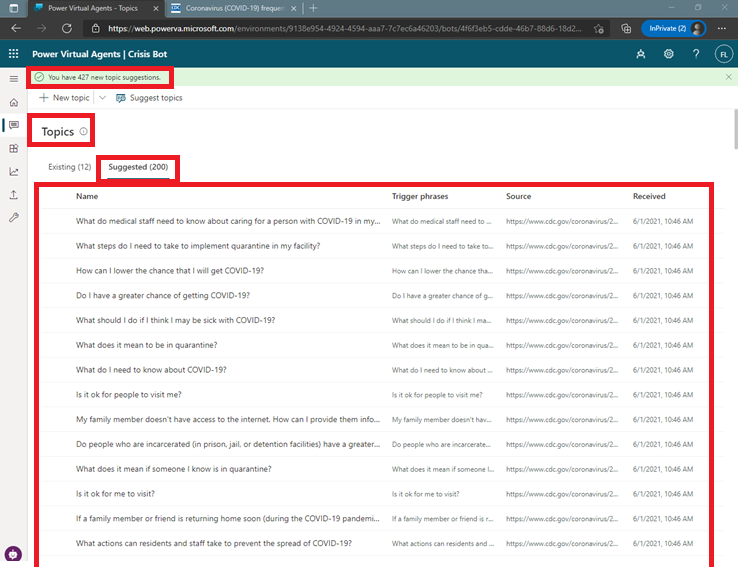 Power Virtual Agents - Topics
Coronavirus (COVID-19) frequen
https://web.powerva.microsoft.com/environments/9138e954-4924-4594-aaa7-7c7ec6a46203/bots/4f6f3eb5-cdde-46b7-88d6-18d2...
InPrivate (2)
Power Virtual Agents | Crisis Bot
FL
You have 427 new topic suggestions.
New topic
Suggest topics
Topics
Existing (12)
Suggested (200)
Name Trigger phrases Source Received
What do medical staff need to know about caring for a person with COVID-19 in my... What do medical staff need to ... https://www.cdc.gov/coronavirus/2... 6/1/2021, 10:46 AM
What steps do I need to take to implement quarantine in my facility? What steps do I need to take to... https://www.cdc.gov/coronavirus/2... 6/1/2021, 10:46 AM
How can I lower the chance that I will get COVID-19? How can I lower the chance tha... https://www.cdc.gov/coronavirus/2... 6/1/2021, 10:46 AM
Do I have a greater chance of getting COVID-19? Do I have a greater chance of g... https://www.cdc.gov/coronavirus/2... 6/1/2021, 10:46 AM
What should I do if I think I may be sick with COVID-19? What should I do if I think I ma... https://www.cdc.gov/coronavirus/2... 6/1/2021, 10:46 AM
What does it mean to be in quarantine? What does it mean to be in qua... https://www.cdc.gov/coronavirus/2... 6/1/2021, 10:46 AM
What do I need to know about COVID-19? What do I need to know about ... https://www.cdc.gov/coronavirus/2... 6/1/2021, 10:46 AM
Is it ok for people to visit me? Is it ok for people to visit me? https://www.cdc.gov/coronavirus/2... 6/1/2021, 10:46 AM
My family member doesn't have access to the internet. How can I provide them info... My family member doesn't hav... https://www.cdc.gov/coronavirus/2... 6/1/2021, 10:46 AM
Do people who are incarcerated (in prison, jail, or detention facilities) have a greater... Do people who are incarcerate... https://www.cdc.gov/coronavirus/2... 6/1/2021, 10:46 AM
What does it mean if someone I know is in quarantine? What does it mean if someone I... https://www.cdc.gov/coronavirus/2... 6/1/2021, 10:46 AM
Is it ok for me to visit? Is it ok for me to visit? https://www.cdc.gov/coronavirus/2... 6/1/2021, 10:46 AM
If a family member or friend is returning home soon (during the COVID-19 pandemi... If a family member or friend is r... https://www.cdc.gov/coronavirus/2... 6/1/2021, 10:46 AM
What actions can residents and staff take to prevent the spread of COVID-19? What actions can residents and ... https://www.cdc.gov/coronavirus/2... 6/1/2021, 10:46 AM